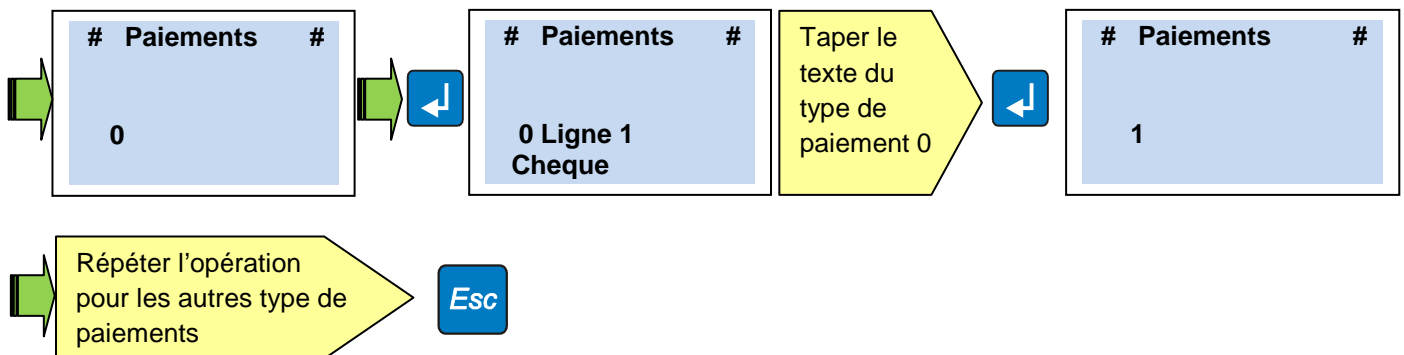 # Paiements #
0
# Paiements #
0 Ligne 1
Cheque
Taper le
texte du
type de
paiement 0
# Paiements #
1
Répéter l’opération
pour les autres type de
paiements
Esc